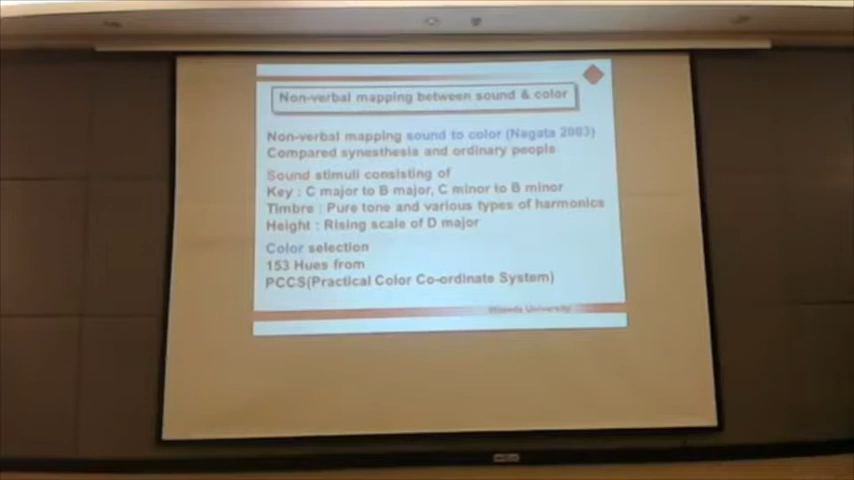 Non-verbal mapping between sound & color
Non-verbal mapping sound to color (Nagata 2003)
Compared synesthesia and ordinary people
Sound stimuli consisting of
Key : C major to B major, C minor to B minor
Timbre : Pure tone and various types of harmonics
Height : Rising scale of D major
Color selection
153 Hues from
PCCS(Practical Color Co-ordinate System)
University